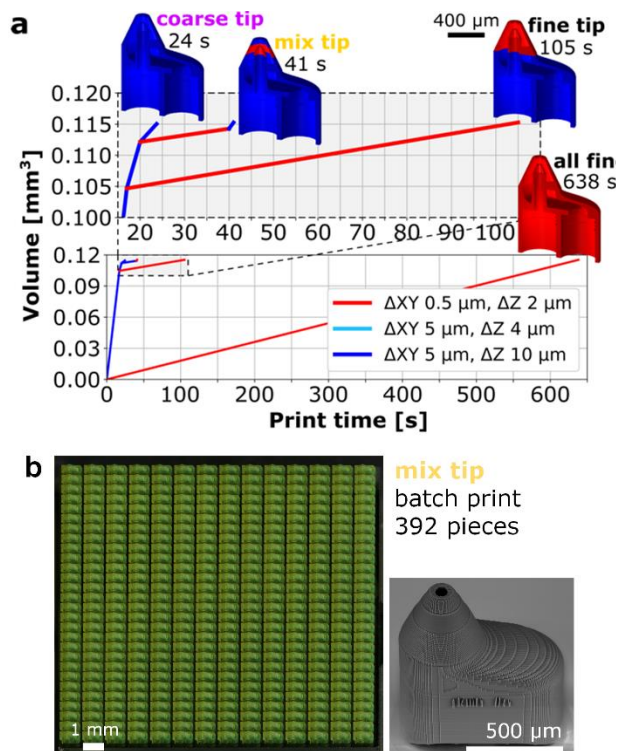 a
coarse tip
24 s
mix tip
41 s
400 µm
fine tip
105 s
all fine
638 s
Volume [mm³]
0.120
0.115
0.110
0.105
0.100
20 30 40 50 60 70 80 90 100
0.12
0.09
0.06
0.03
0.00
ΔXY 0.5 µm, ΔZ 2 µm
ΔXY 5 µm, ΔZ 4 µm
ΔXY 5 µm, ΔZ 10 µm
0 100 200 300 400 500 600
Print time [s]
b
mix tip
batch print
392 pieces
1 mm
500 µm